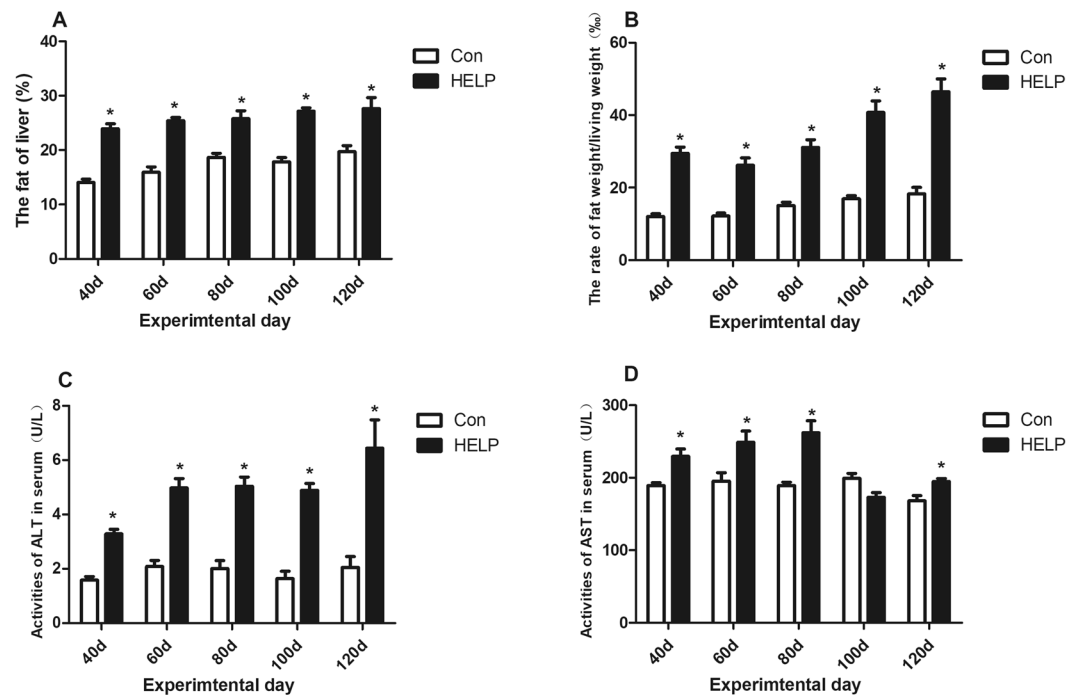 A
The fat of liver (%)
40
30
20
10
0
* * * * *
40d 60d 80d 100d 120d
Experimtental day
Con
HELP
B
The rate of fat weight/living weight（‰）
60
40
20
0
* * * * *
40d 60d 80d 100d 120d
Experimtental day
Con
HELP
C
Activities of ALT in serum（U/L）
8
6
4
2
0
* * * * *
40d 60d 80d 100d 120d
Experimtental day
Con
HELP
D
Activities of AST in serum（U/L）
300
200
100
0
* * * *
40d 60d 80d 100d 120d
Experimtental day
Con
HELP